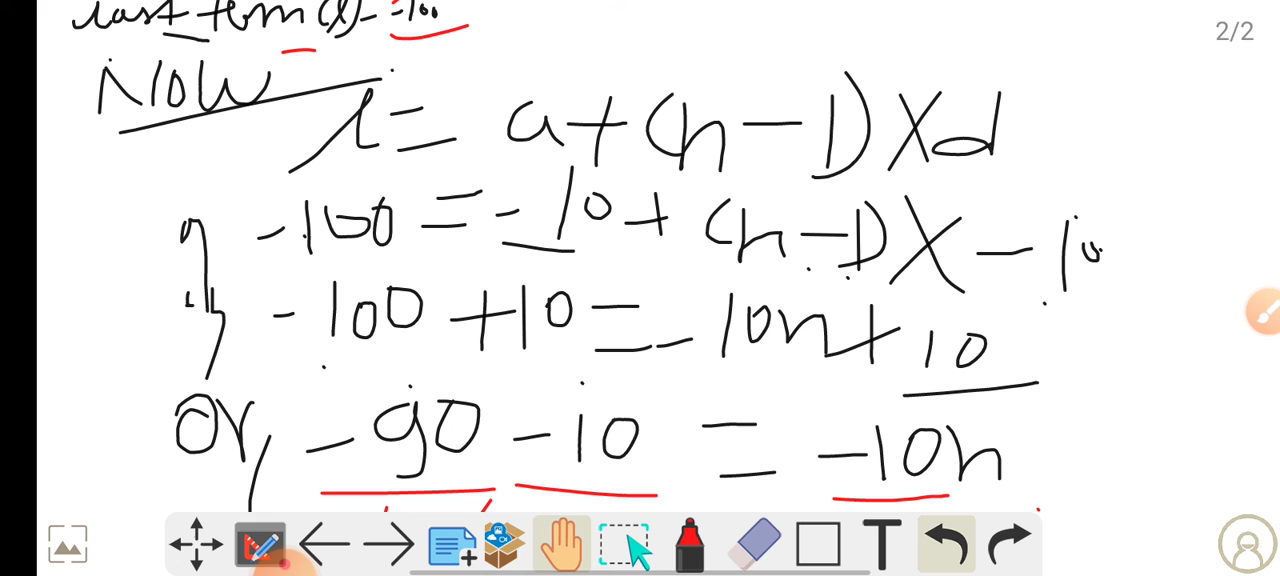 last term (l) = -100
2/2
Now
l = a + (n - 1) X d
-100 = -10 + (n - 1) X - 10
-100 + 10 = -10n + 10
or, -90 - 10 = -10n
T